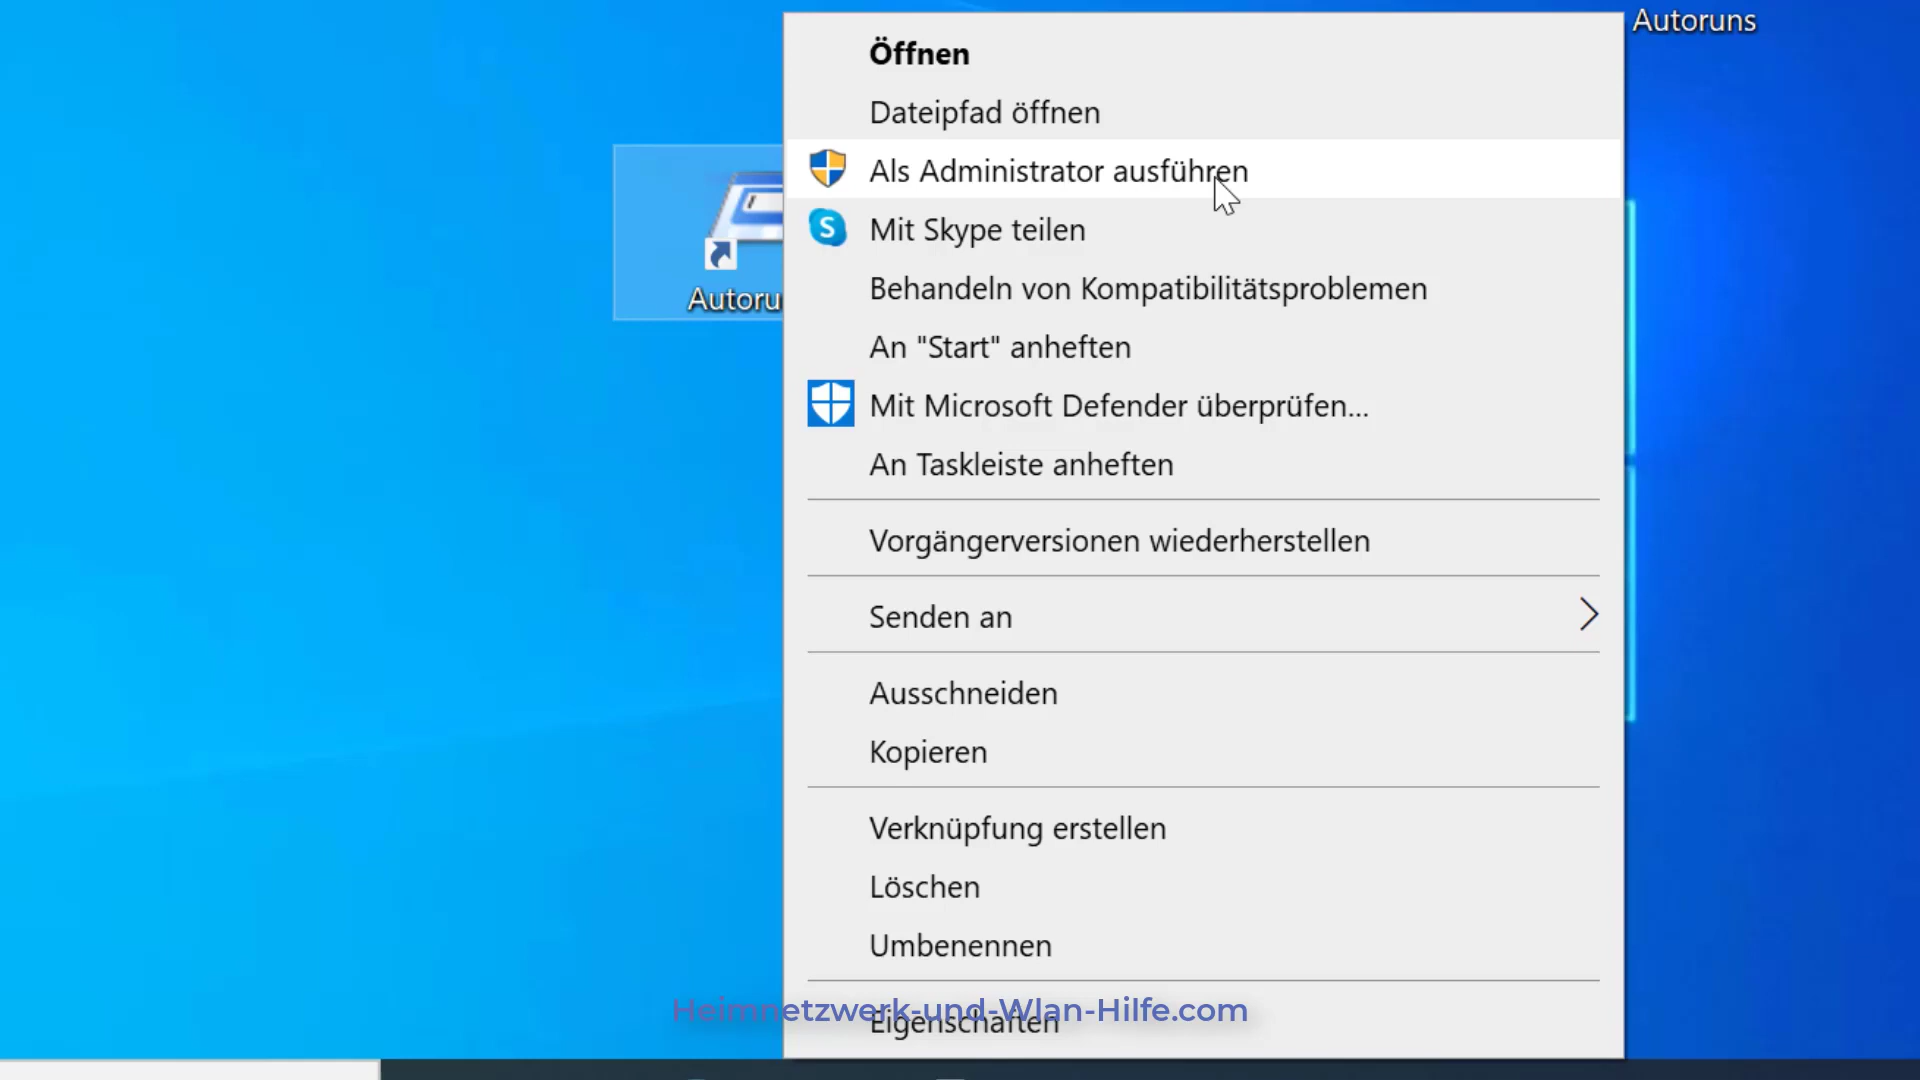 Autoruns
Öffnen
Dateipfad öffnen
Als Administrator ausführen
S Mit Skype teilen
Behandeln von Kompatibilitätsproblemen
An "Start" anheften
Mit Microsoft Defender überprüfen...
An Taskleiste anheften
Vorgängerversionen wiederherstellen
Senden an
Ausschneiden
Kopieren
Verknüpfung erstellen
Löschen
Umbenennen
Eigenschaften
Autoru
Heimnetzwerk-und-Wlan-Hilfe.com